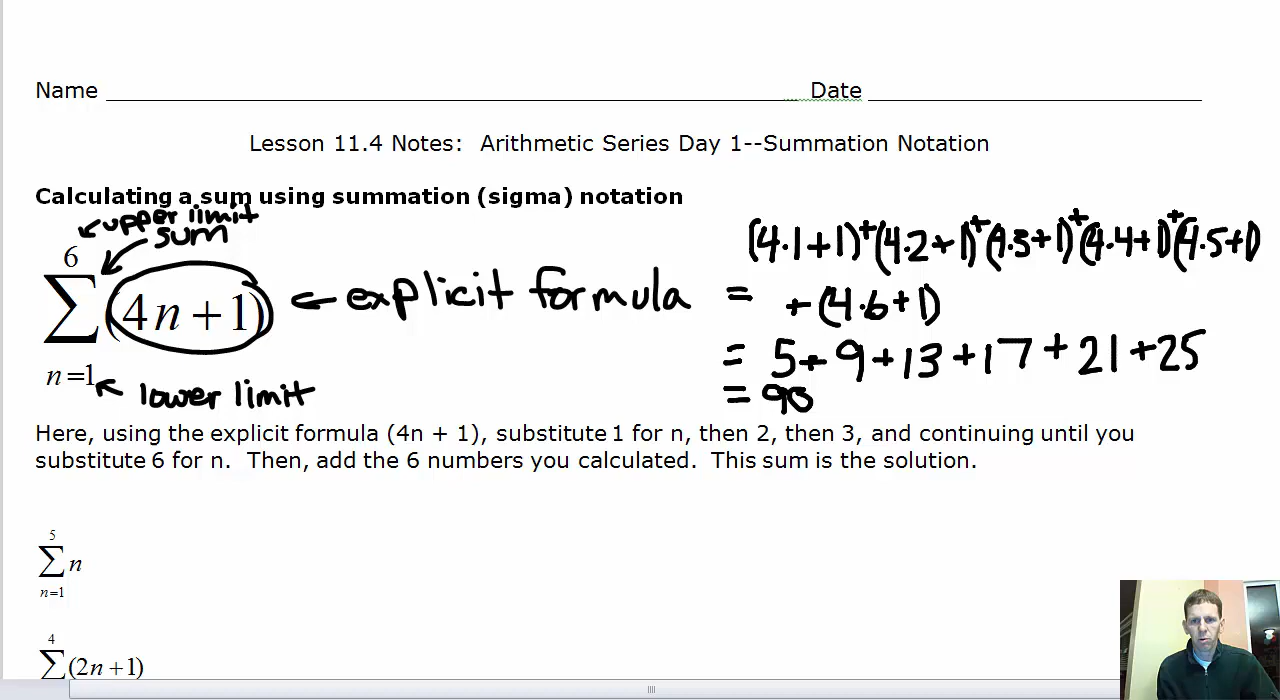 Name Date
Lesson 11.4 Notes: Arithmetic Series Day 1--Summation Notation
Calculating a sum using summation (sigma) notation
upper limit
sum
6
∑(4n+1) ← explicit formula
n=1
lower limit
(4·1+1)+(4·2+1)+(4·3+1)+(4·4+1)+(4·5+1)
= +(4·6+1)
= 5+9+13+17+21+25
= 90
Here, using the explicit formula (4n + 1), substitute 1 for n, then 2, then 3, and continuing until you
substitute 6 for n. Then, add the 6 numbers you calculated. This sum is the solution.
5
∑n
n=1
4
∑(2n+1)